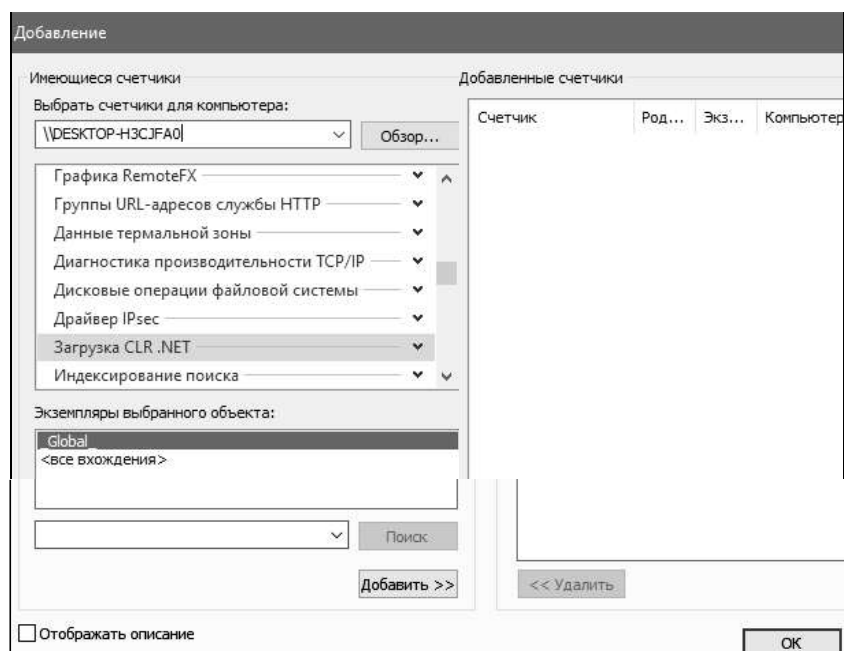 Добавление
Имеющиеся счетчики
Выбрать счетчики для компьютера:
\\DESKTOP-H3CJFA0
Обзор...
Графика RemoteFX
Группы URL-адресов службы HTTP
Данные термальной зоны
Диагностика производительности TCP/IP
Дисковые операции файловой системы
Драйвер IPsec
Загрузка CLR .NET
Индексирование поиска
Экземпляры выбранного объекта:
_Global_
<все вхождения>
Поиск
Добавить >>
Отображать описание
Добавленные счетчики
Счетчик Род... Экз... Компьютер
<< Удалить
ОК